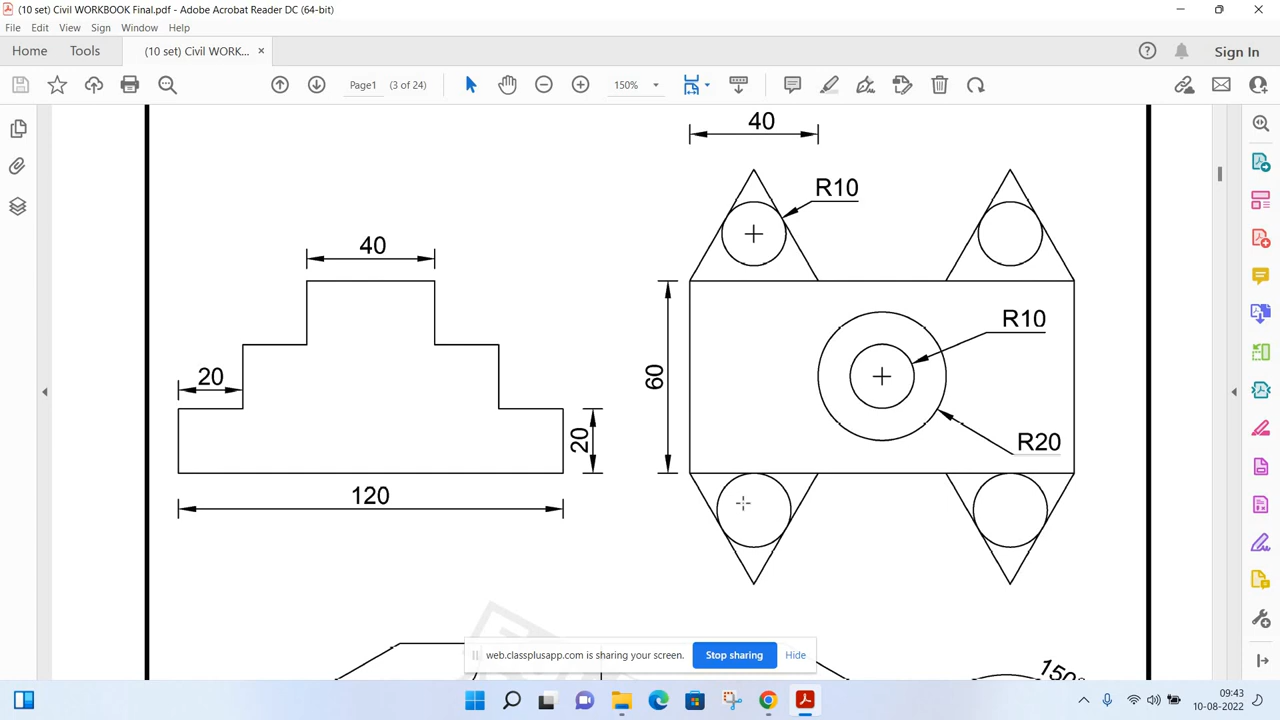 (10 set) Civil WORKBOOK Final.pdf - Adobe Acrobat Reader DC (64-bit)
File Edit View Sign Window Help
Home Tools (10 set) Civil WORK... ×
Sign In
Page1 (3 of 24) 150%
40
R10
40
R10
20
60
R20
20
120
150°
web.classplusapp.com is sharing your screen. Stop sharing Hide
09:43
10-08-2022